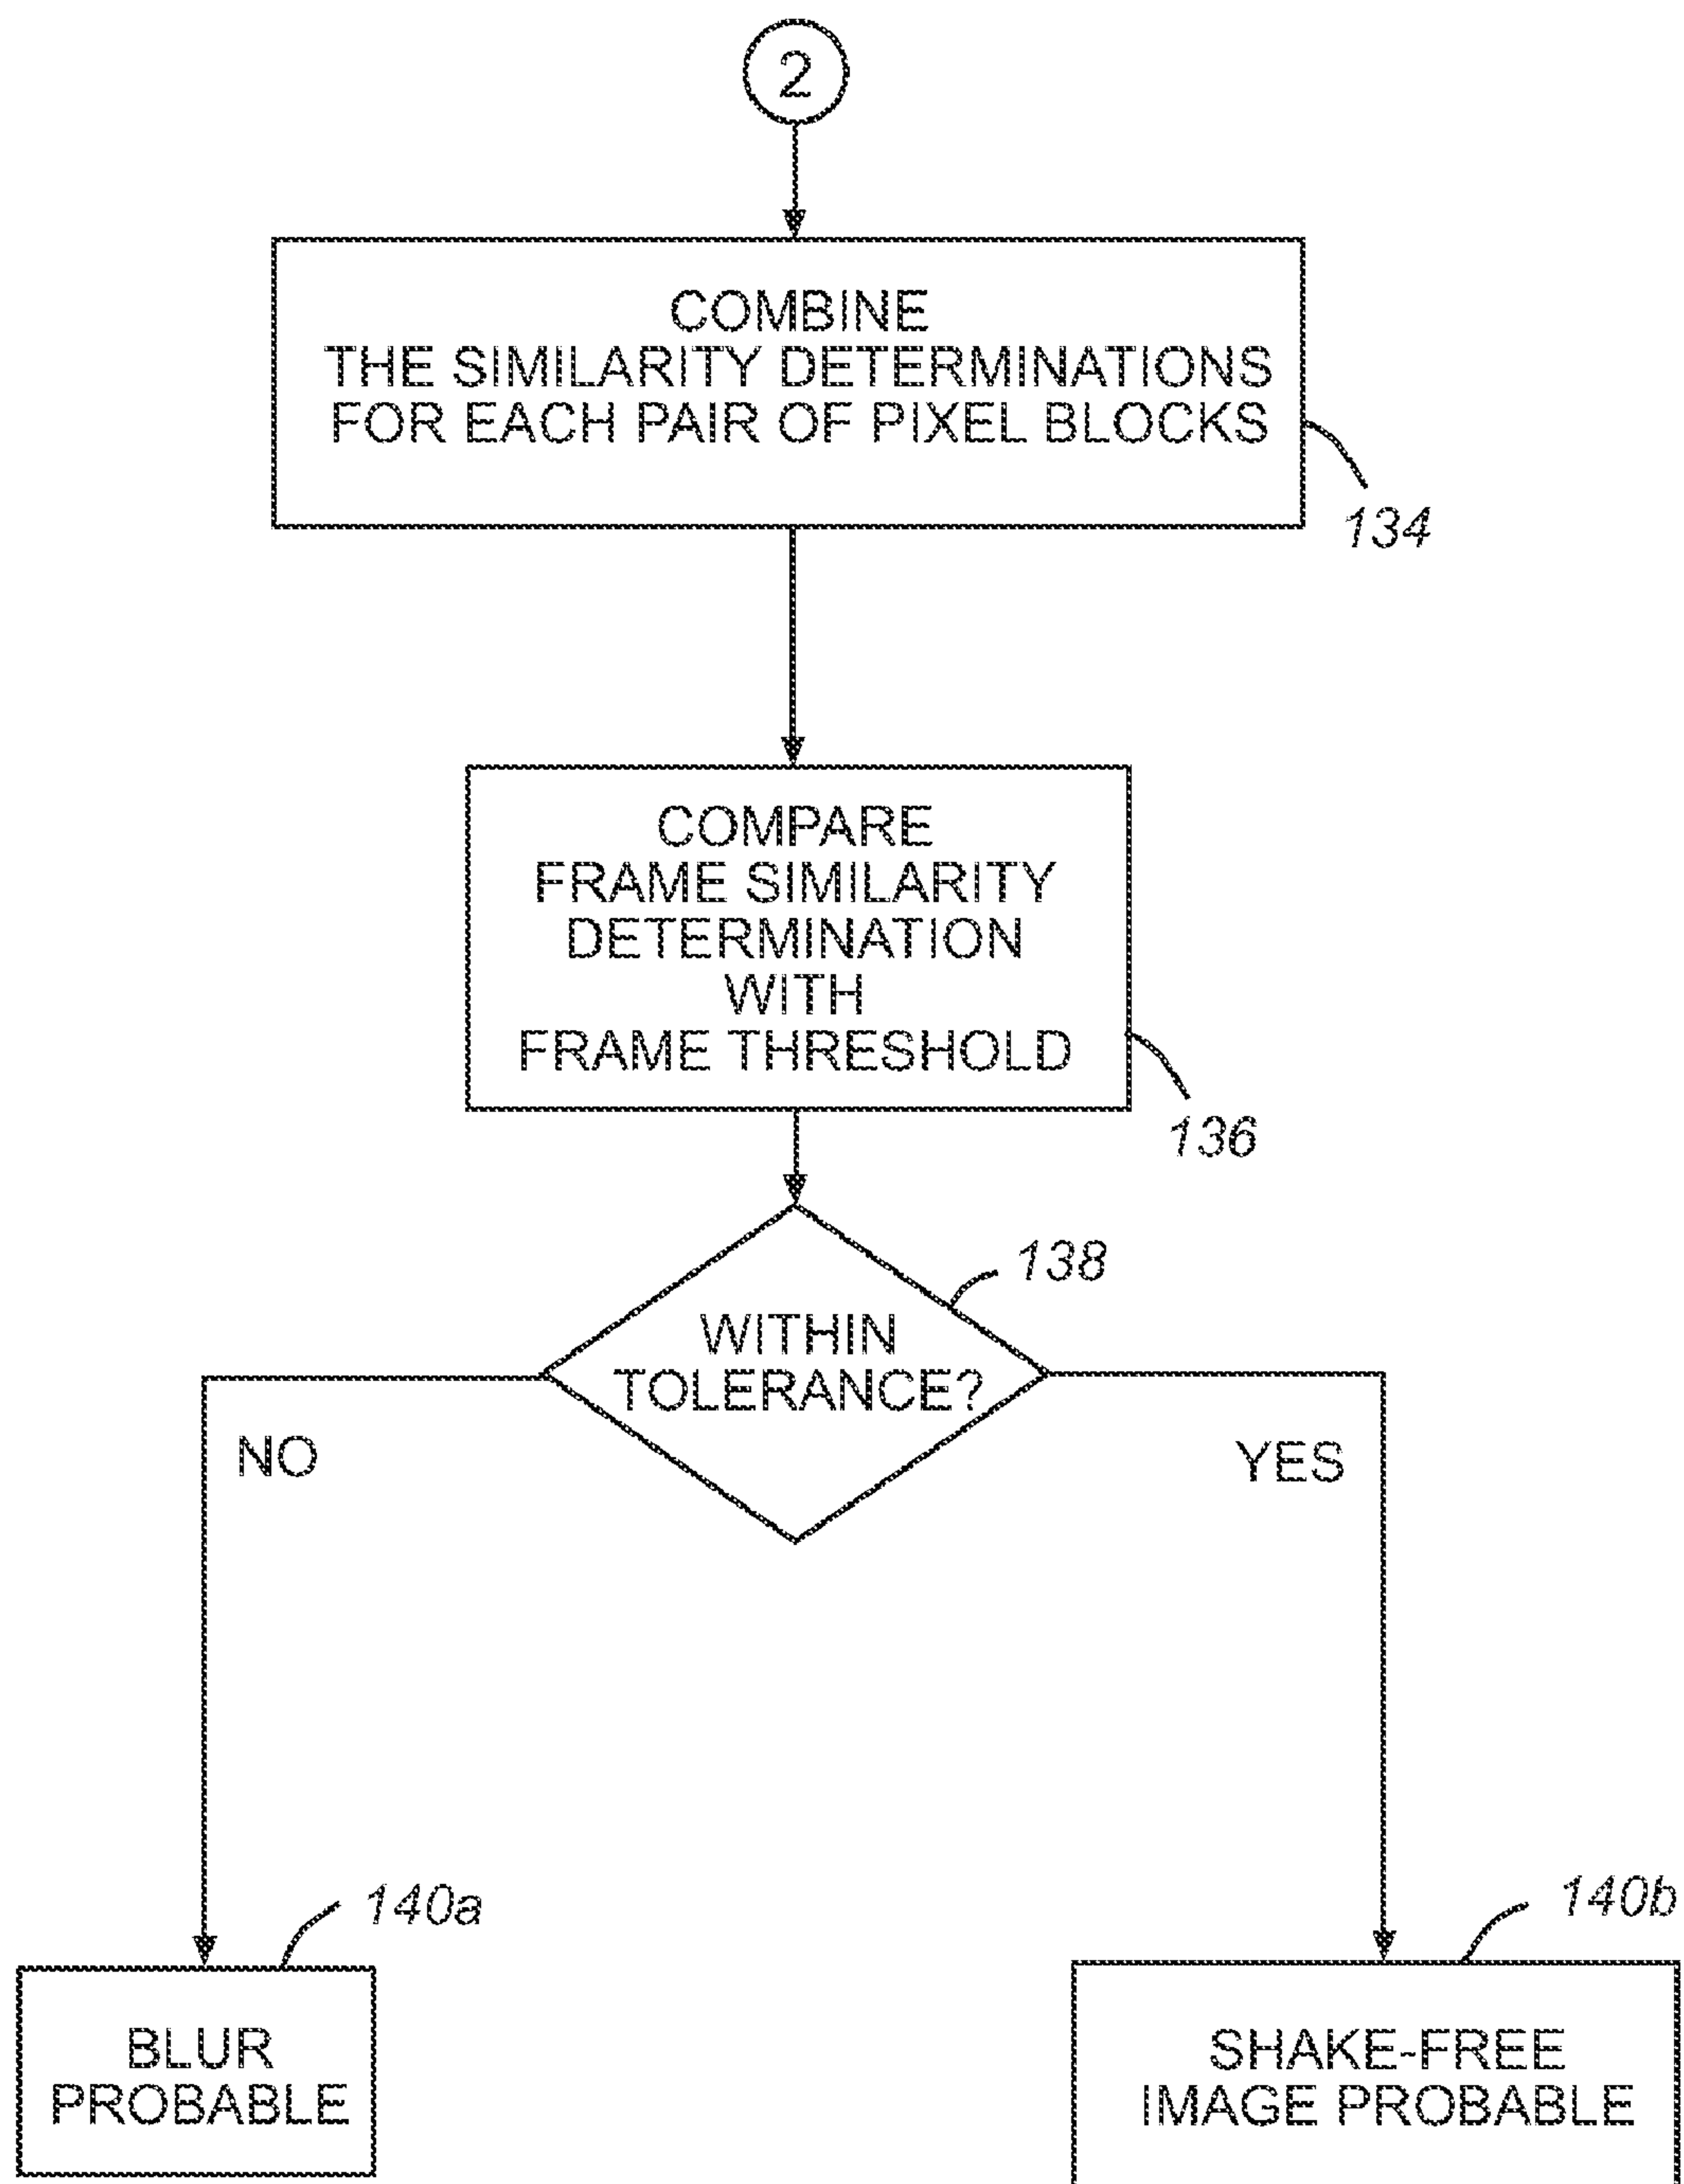 2
COMBINE
THE SIMILARITY DETERMINATIONS
FOR EACH PAIR OF PIXEL BLOCKS
134
COMPARE
FRAME SIMILARITY
DETERMINATION
WITH
FRAME THRESHOLD
136
138
WITHIN
TOLERANCE?
NO
YES
140a
140b
BLUR
PROBABLE
SHAKE-FREE
IMAGE PROBABLE